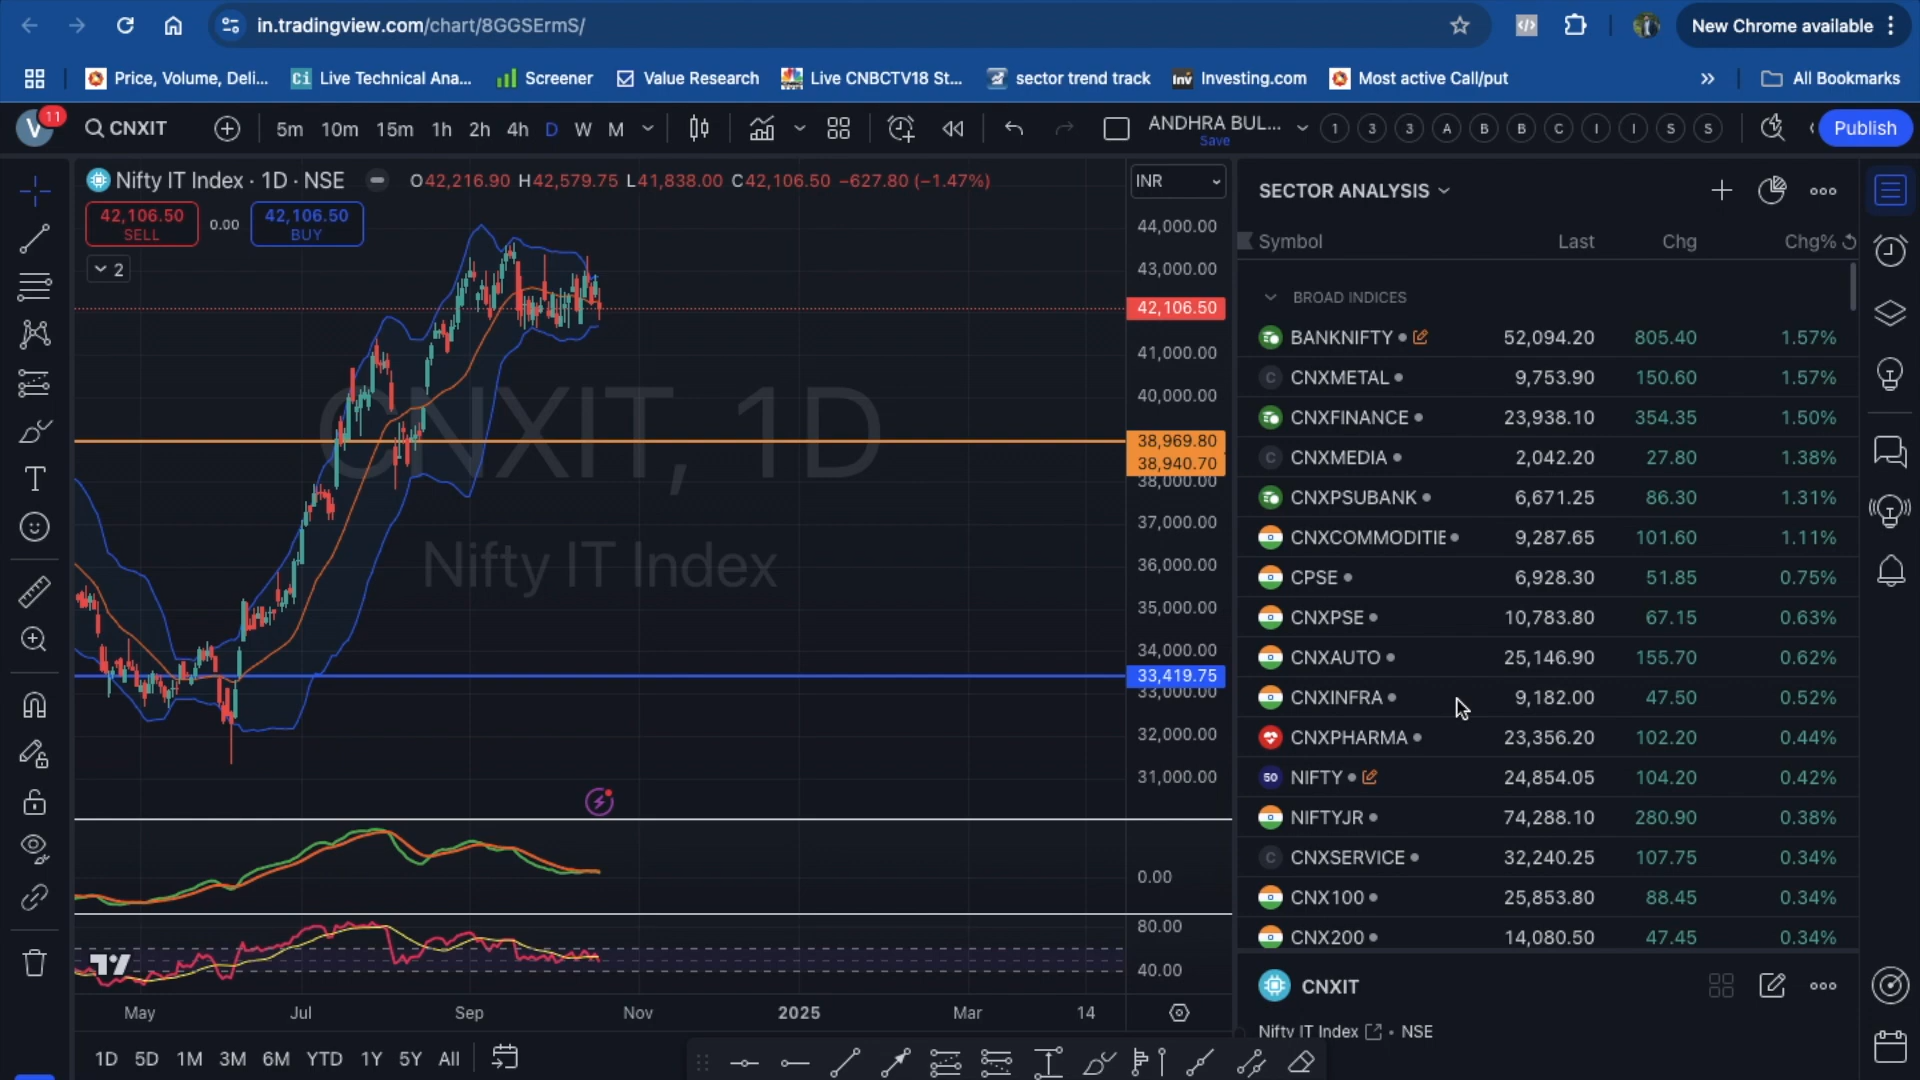 in.tradingview.com/chart/8GGSErmS/
New Chrome available
Price, Volume, Deli...
Live Technical Ana...
Screener
Value Research
Live CNBCTV18 St...
sector trend track
Investing.com
Most active Call/put
All Bookmarks
V 11
CNXIT
5m 10m 15m 1h 2h 4h D W M
ANDHRA BUL...
Save
1 3 3 A B B C I I S S
Publish
Nifty IT Index · 1D · NSE
O42,216.90 H42,579.75 L41,838.00 C42,106.50 −627.80 (−1.47%)
INR
42,106.50
SELL
0.00
42,106.50
BUY
2
CNXIT, 1D
Nifty IT Index
44,000.00
43,000.00
42,106.50
41,000.00
40,000.00
38,969.80
38,940.70
38,000.00
37,000.00
36,000.00
35,000.00
34,000.00
33,419.75
33,000.00
32,000.00
31,000.00
0.00
80.00
40.00
May Jul Sep Nov 2025 Mar 14
1D 5D 1M 3M 6M YTD 1Y 5Y All
SECTOR ANALYSIS
Symbol Last Chg Chg%
BROAD INDICES
BANKNIFTY 52,094.20 805.40 1.57%
CNXMETAL 9,753.90 150.60 1.57%
CNXFINANCE 23,938.10 354.35 1.50%
CNXMEDIA 2,042.20 27.80 1.38%
CNXPSUBANK 6,671.25 86.30 1.31%
CNXCOMMODITIE 9,287.65 101.60 1.11%
CPSE 6,928.30 51.85 0.75%
CNXPSE 10,783.80 67.15 0.63%
CNXAUTO 25,146.90 155.70 0.62%
CNXINFRA 9,182.00 47.50 0.52%
CNXPHARMA 23,356.20 102.20 0.44%
50 NIFTY 24,854.05 104.20 0.42%
NIFTYJR 74,288.10 280.90 0.38%
CNXSERVICE 32,240.25 107.75 0.34%
CNX100 25,853.80 88.45 0.34%
CNX200 14,080.50 47.45 0.34%
CNXIT
Nifty IT Index • NSE